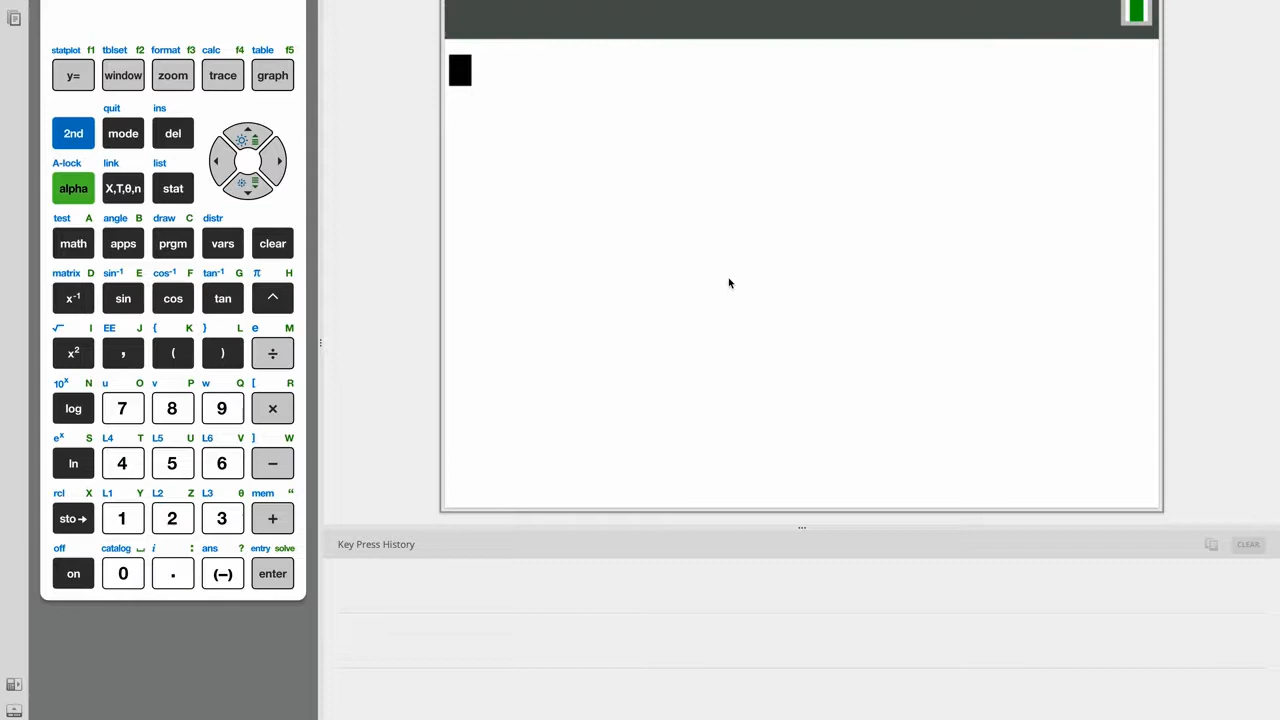 statplot f1 tblset f2 format f3 calc f4 table f5
y= window zoom trace graph
quit ins
2nd mode del
A-lock link list
alpha X,T,θ,n stat
test A angle B draw C distr
math apps prgm vars clear
matrix D sin⁻¹ E cos⁻¹ F tan⁻¹ G π H
x⁻¹ sin cos tan ^
√ I EE J { K } L e M
x² , ( ) ÷
10ˣ N u O v P w Q [ R
log 7 8 9 ×
eˣ S L4 T L5 U L6 V ] W
ln 4 5 6 −
rcl X L1 Y L2 Z L3 θ mem “
sto→ 1 2 3 +
off catalog ⎵ i : ans ? entry solve
on 0 . (−) enter
Key Press History CLEAR